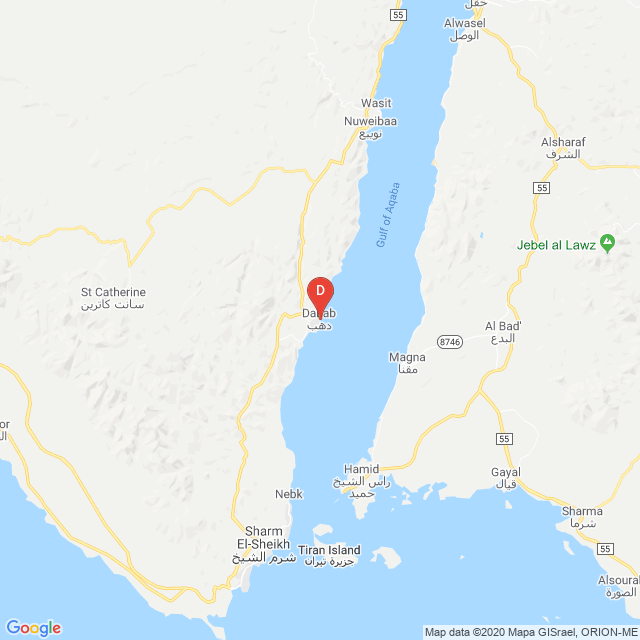 حقل
55
Alwasel
الوصل
Wasit
Nuweibaa
نويبع
Alsharaf
الشرف
55
Gulf of Aqaba
Jebel al Lawz
St Catherine
سانت كاترين
D
Dahab
دهب
Al Bad'
البدع
8746
Magna
مقنا
or
55
Hamid
راس الشيخ
حميد
Gayal
قيال
Nebk
Sharma
شرما
Sharm
El-Sheikh
شرم الشيخ
Tiran Island
جزيرة تيران
55
Alsourah
الصورة
Google
Map data ©2020 Mapa GISrael, ORION-ME